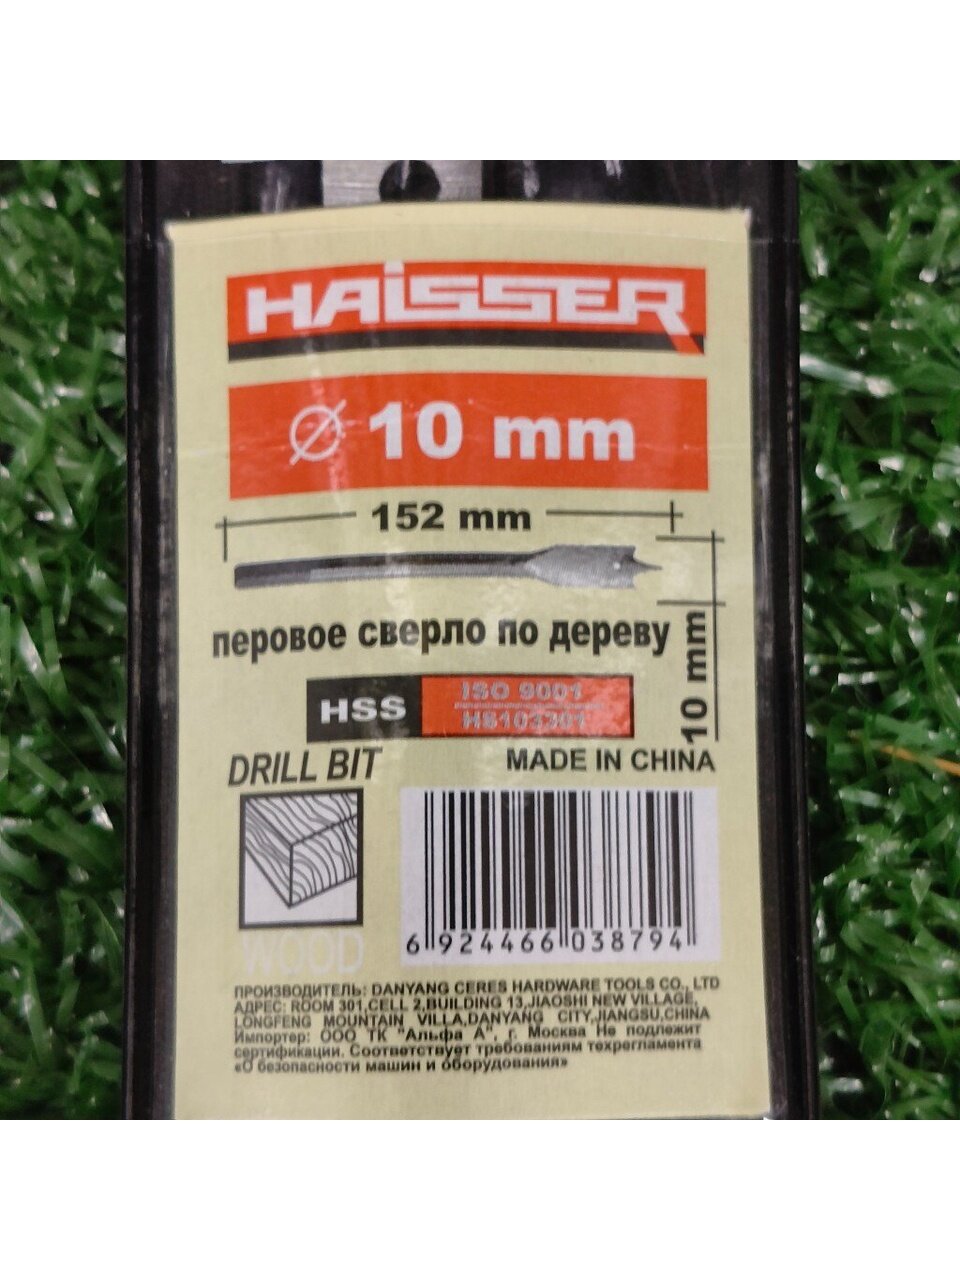 HAiSSER
Ø 10 mm
152 mm
10 mm
перовое сверло по дереву
HSS
ISO 9001
HS103301
DRILL BIT
MADE IN CHINA
WOOD
6 924466 038794
ПРОИЗВОДИТЕЛЬ: DANYANG CERES HARDWARE TOOLS CO., LTD
АДРЕС: ROOM 301,CELL 2,BUILDING 13,JIAOSHI NEW VILLAGE,
LONGFENG MOUNTAIN VILLA,DANYANG CITY,JIANGSU,CHINA
Импортер: ООО ТК "Альфа А", г. Москва Не подлежит
сертификации. Соответствует требованиям техрегламента
«О безопасности машин и оборудования»